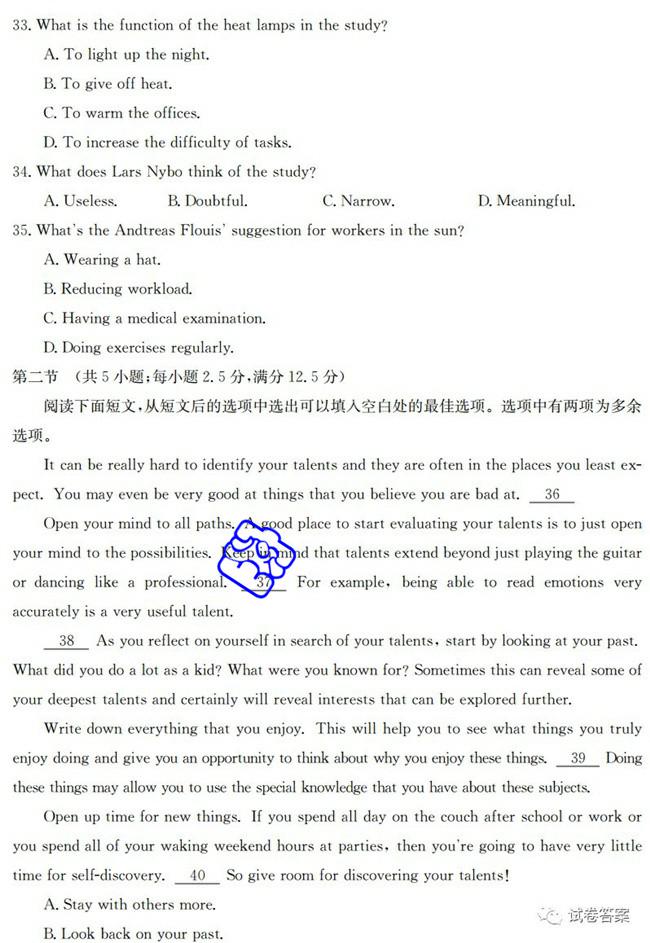 33. What is the function of the heat lamps in the study?
A. To light up the night.
B. To give off heat.
C. To warm the offices.
D. To increase the difficulty of tasks.
34. What does Lars Nybo think of the study?
A. Useless. B. Doubtful. C. Narrow. D. Meaningful.
35. What's the Andtreas Flouis' suggestion for workers in the sun?
A. Wearing a hat.
B. Reducing workload.
C. Having a medical examination.
D. Doing exercises regularly.
第二节 (共5小题;每小题2.5分,满分12.5分)
阅读下面短文,从短文后的选项中选出可以填入空白处的最佳选项。选项中有两项为多余
选项。
It can be really hard to identify your talents and they are often in the places you least ex-
pect. You may even be very good at things that you believe you are bad at. 36
Open your mind to all paths. A good place to start evaluating your talents is to just open
your mind to the possibilities. Keep in mind that talents extend beyond just playing the guitar
or dancing like a professional. 37 For example, being able to read emotions very
accurately is a very useful talent.
38 As you reflect on yourself in search of your talents, start by looking at your past.
What did you do a lot as a kid? What were you known for? Sometimes this can reveal some of
your deepest talents and certainly will reveal interests that can be explored further.
Write down everything that you enjoy. This will help you to see what things you truly
enjoy doing and give you an opportunity to think about why you enjoy these things. 39 Doing
these things may allow you to use the special knowledge that you have about these subjects.
Open up time for new things. If you spend all day on the couch after school or work or
you spend all of your waking weekend hours at parties, then you're going to have very little
time for self-discovery. 40 So give room for discovering your talents!
A. Stay with others more.
B. Look back on your past.
试卷答案